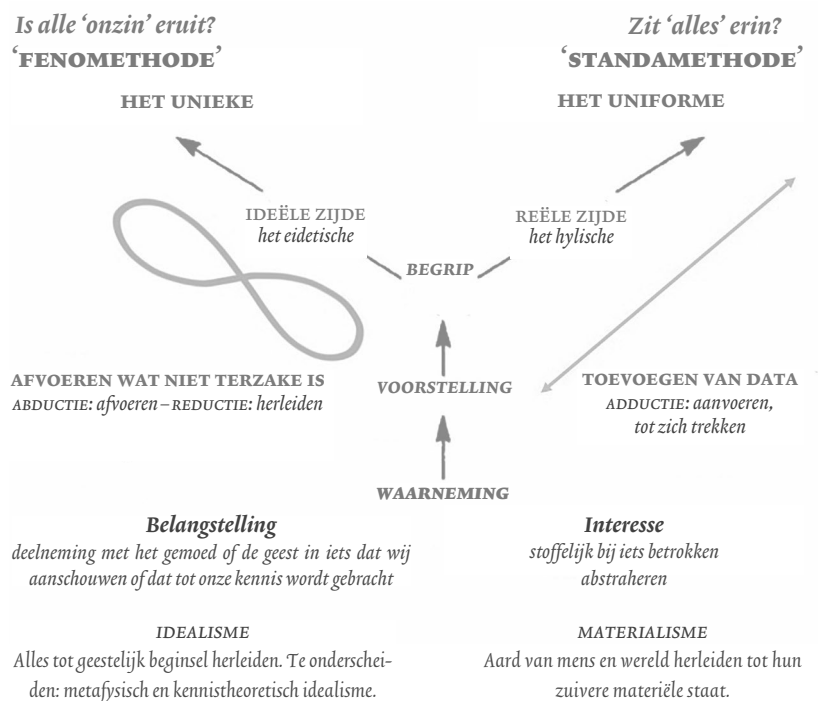 Is alle ‘onzin’ eruit?
‘FENOMETHODE’
HET UNIEKE
Zit ‘alles’ erin?
‘STANDAMETHODE’
HET UNIFORME
IDEËLE ZIJDE
het eidetische
REËLE ZIJDE
het hylische
BEGRIP
AFVOEREN WAT NIET TERZAKE IS
ABDUCTIE: afvoeren – REDUCTIE: herleiden
VOORSTELLING
TOEVOEGEN VAN DATA
ADDUCTIE: aanvoeren,
tot zich trekken
WAARNEMING
Belangstelling
deelneming met het gemoed of de geest in iets dat wij
aanschouwen of dat tot onze kennis wordt gebracht
Interesse
stoffelijk bij iets betrokken
abstraheren
IDEALISME
Alles tot geestelijk beginsel herleiden. Te onderschei-
den: metafysisch en kennistheoretisch idealisme.
MATERIALISME
Aard van mens en wereld herleiden tot hun
zuivere materiële staat.